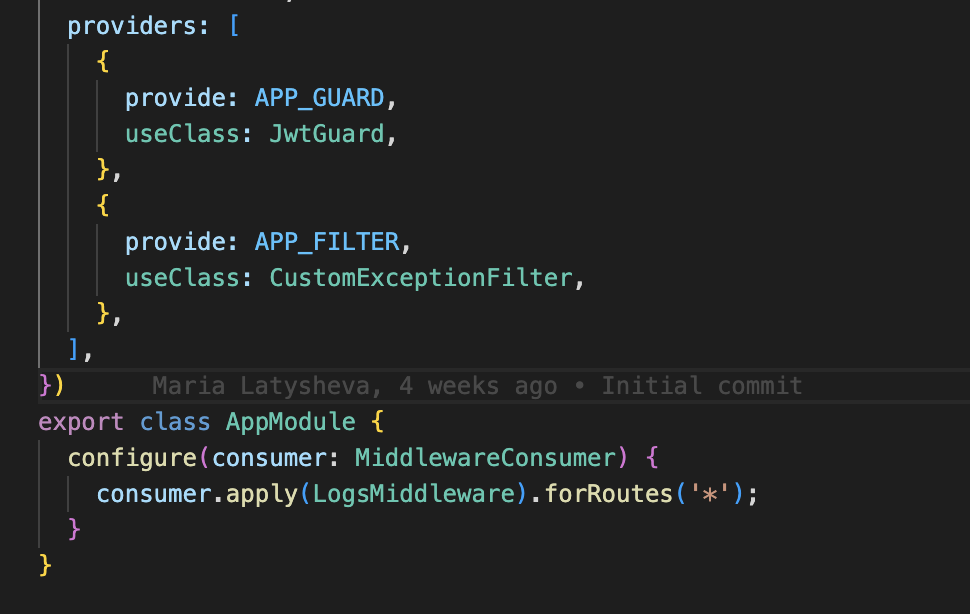 providers: [
{
provide: APP_GUARD,
useClass: JwtGuard,
},
{
provide: APP_FILTER,
useClass: CustomExceptionFilter,
},
],
}) Maria Latysheva, 4 weeks ago • Initial commit
export class AppModule {
configure(consumer: MiddlewareConsumer) {
consumer.apply(LogsMiddleware).forRoutes('*');
}
}